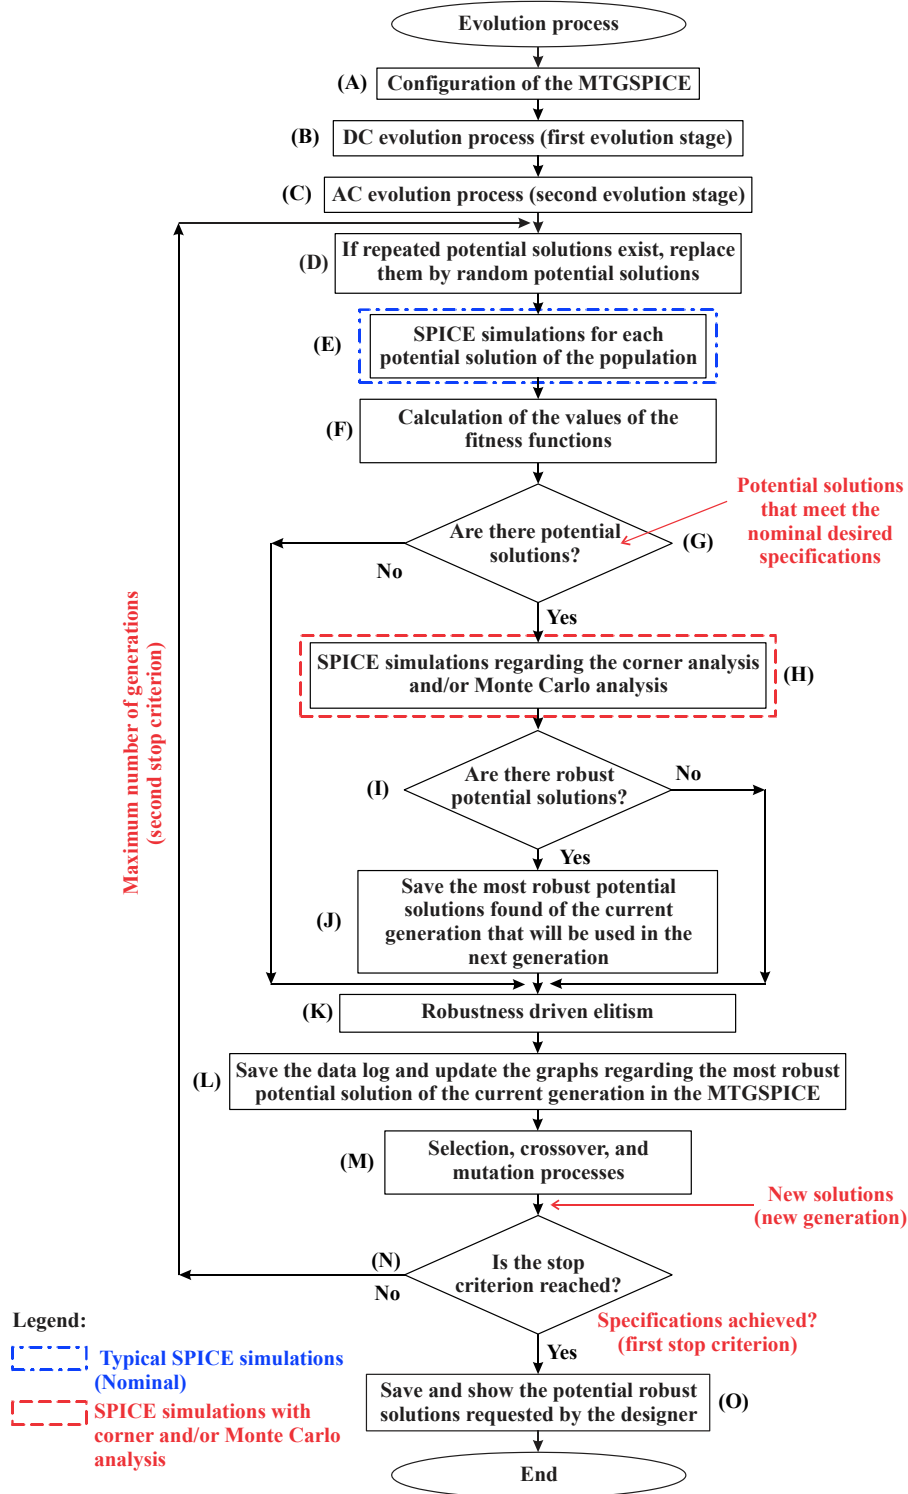 Evolution process
(A)
Configuration of the MTGSPICE
(B)
DC evolution process (first evolution stage)
(C)
AC evolution process (second evolution stage)
(D)
If repeated potential solutions exist, replace
them by random potential solutions
(E)
SPICE simulations for each
potential solution of the population
(F)
Calculation of the values of the
fitness functions
Potential solutions
that meet the
nominal desired
specifications
Are there potential
solutions?
(G)
No
Yes
SPICE simulations regarding the corner analysis
and/or Monte Carlo analysis
(H)
Maximum number of generations
(second stop criterion)
(I)
Are there robust
potential solutions?
No
Yes
(J)
Save the most robust potential
solutions found of the current
generation that will be used in the
next generation
(K)
Robustness driven elitism
(L)
Save the data log and update the graphs regarding the most robust
potential solution of the current generation in the MTGSPICE
(M)
Selection, crossover, and
mutation processes
New solutions
(new generation)
(N)
Is the stop
criterion reached?
No
Specifications achieved?
(first stop criterion)
Yes
Save and show the potential robust
solutions requested by the designer
(O)
End
Legend:
Typical SPICE simulations
(Nominal)
SPICE simulations with
corner and/or Monte Carlo
analysis